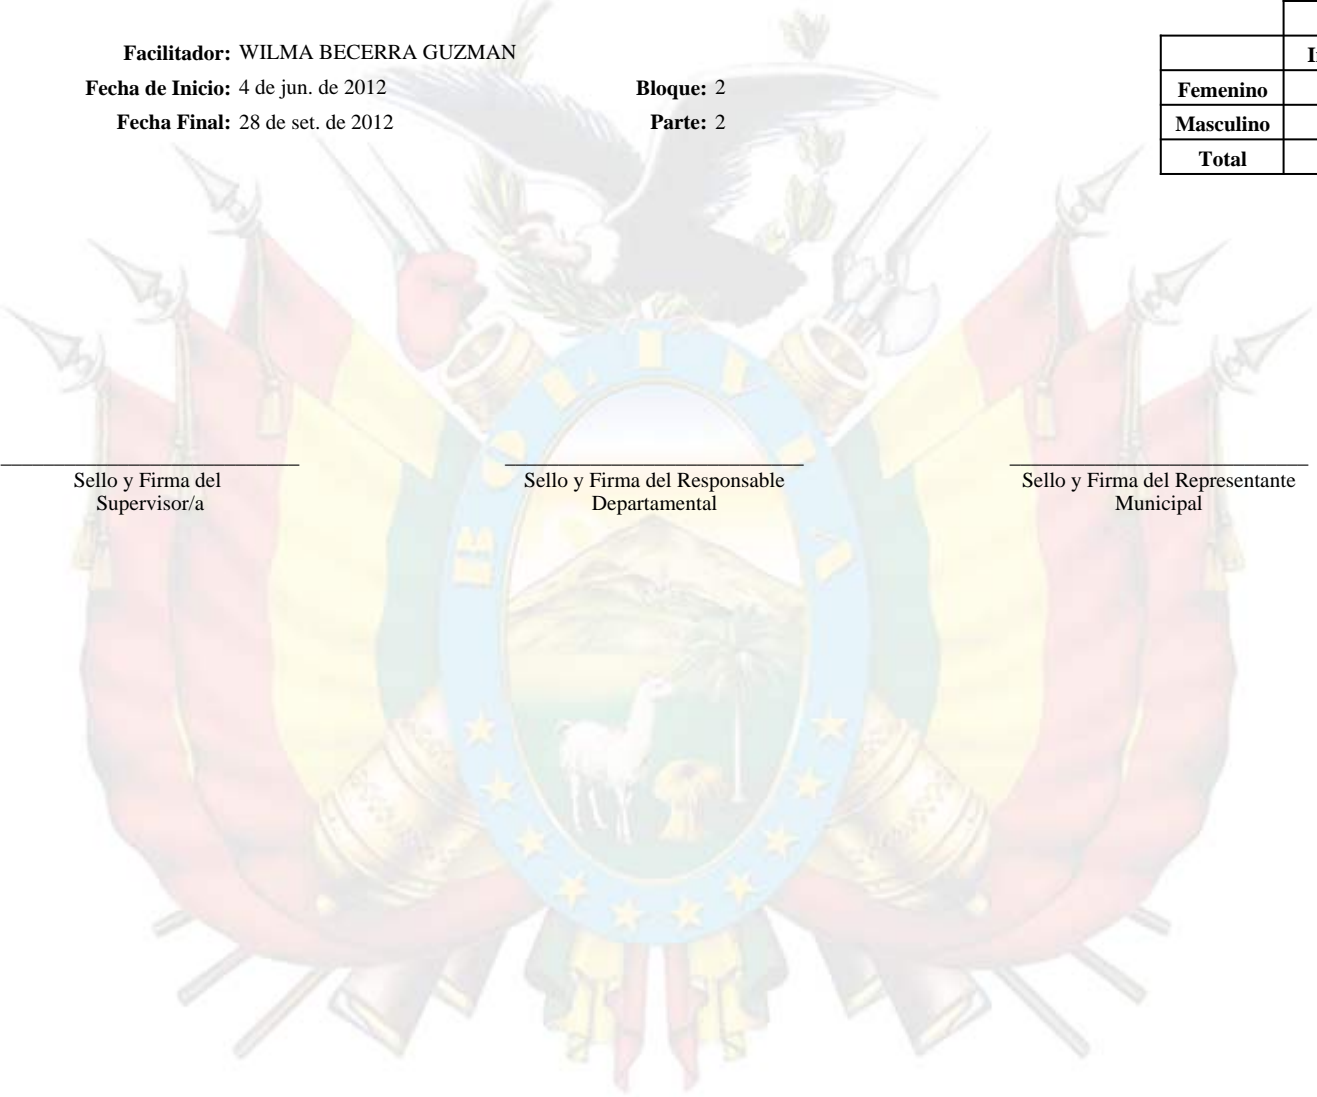 Facilitador: WILMA BECERRA GUZMAN
Fecha de Inicio: 4 de jun. de 2012 Bloque: 2
Fecha Final: 28 de set. de 2012 Parte: 2
Femenino
Masculino
Total
Sello y Firma del Supervisor/a
Sello y Firma del Responsable Departamental
Sello y Firma del Representante Municipal
BOLIVIA